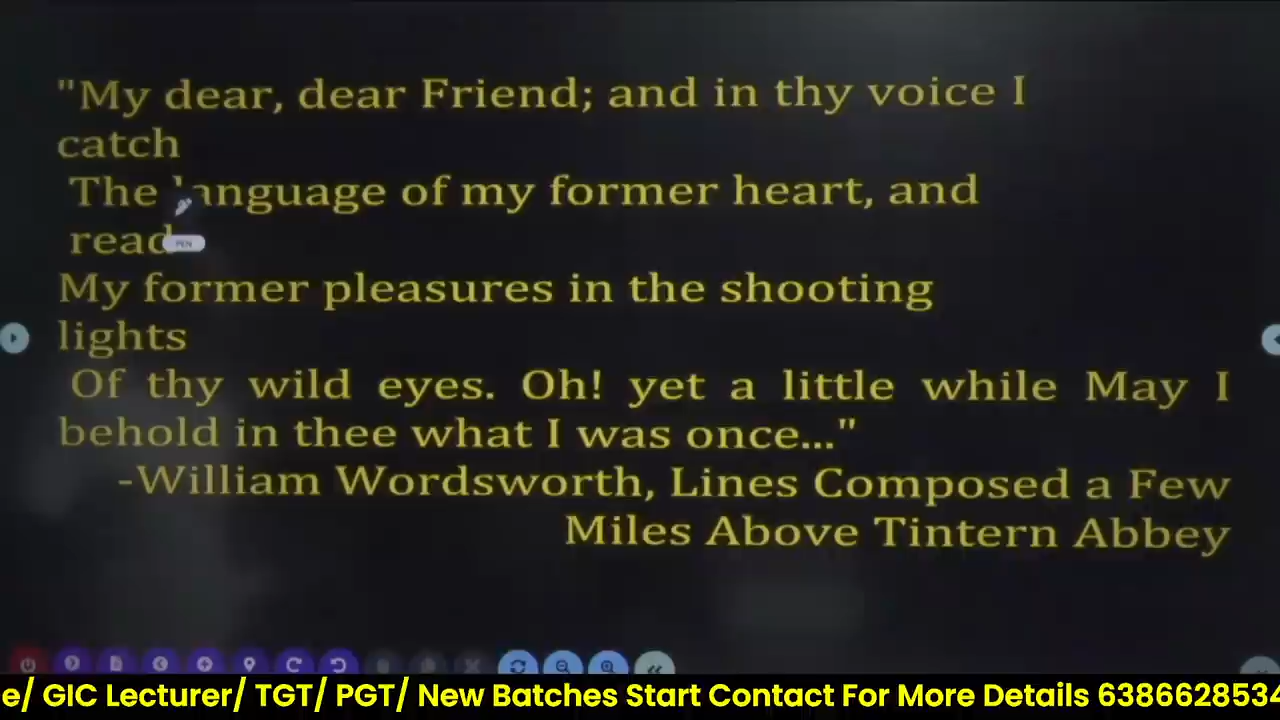 "My dear, dear Friend; and in thy voice I
catch
The language of my former heart, and
read
PEN
My former pleasures in the shooting
lights
Of thy wild eyes. Oh! yet a little while May I
behold in thee what I was once..."
-William Wordsworth, Lines Composed a Few
Miles Above Tintern Abbey
e/ GIC Lecturer/ TGT/ PGT/ New Batches Start Contact For More Details 6386628534